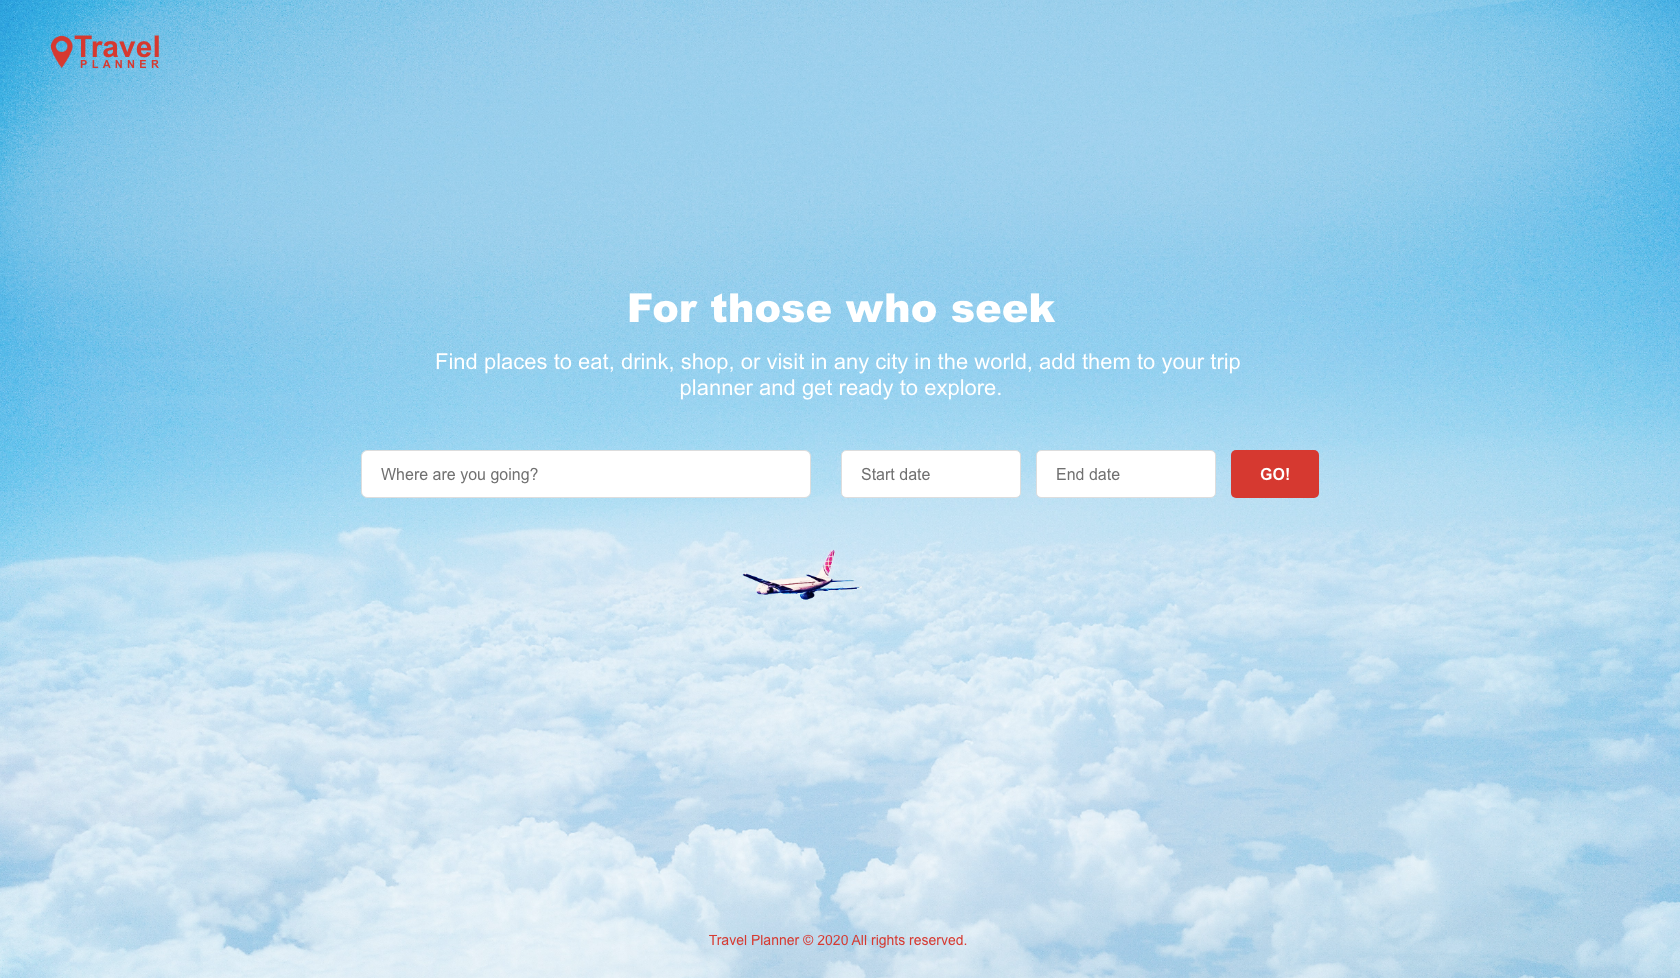 Travel
PLANNER
For those who seek
Find places to eat, drink, shop, or visit in any city in the world, add them to your trip
planner and get ready to explore.
Where are you going?
Start date
End date
GO!
Travel Planner © 2020 All rights reserved.